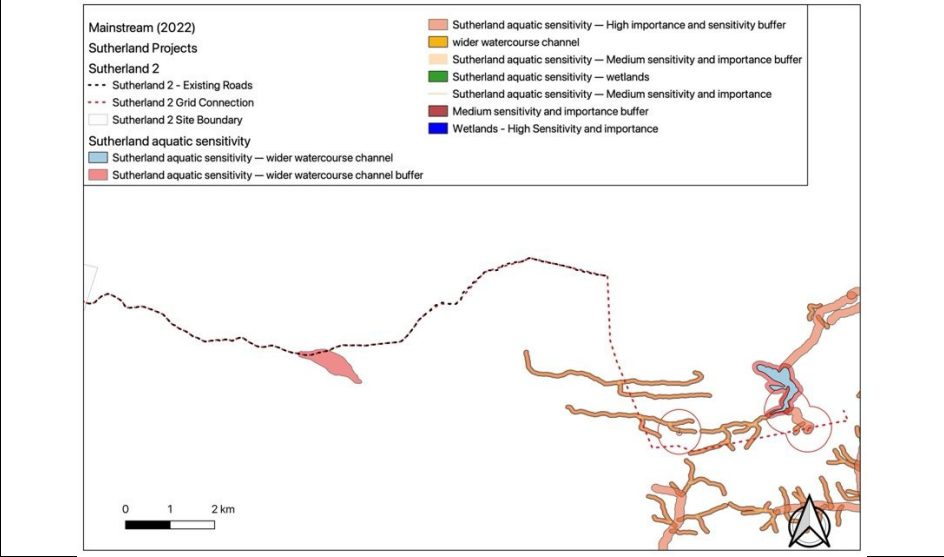 Mainstream (2022)
Sutherland Projects
Sutherland 2
Sutherland 2 - Existing Roads
Sutherland 2 Grid Connection
Sutherland 2 Site Boundary
Sutherland aquatic sensitivity
Sutherland aquatic sensitivity — wider watercourse channel
Sutherland aquatic sensitivity — wider watercourse channel buffer
Sutherland aquatic sensitivity — High importance and sensitivity buffer
wider watercourse channel
Sutherland aquatic sensitivity — Medium sensitivity and importance buffer
Sutherland aquatic sensitivity — wetlands
Sutherland aquatic sensitivity — Medium sensitivity and importance
Medium sensitivity and importance buffer
Wetlands - High Sensitivity and importance
0 1 2 km